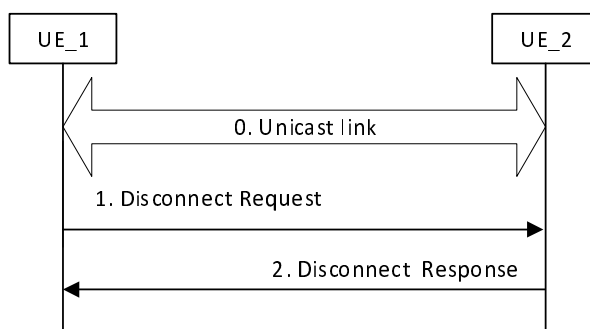 UE_1
UE_2
0. Unicast link
1. Disconnect Request
2. Disconnect Response